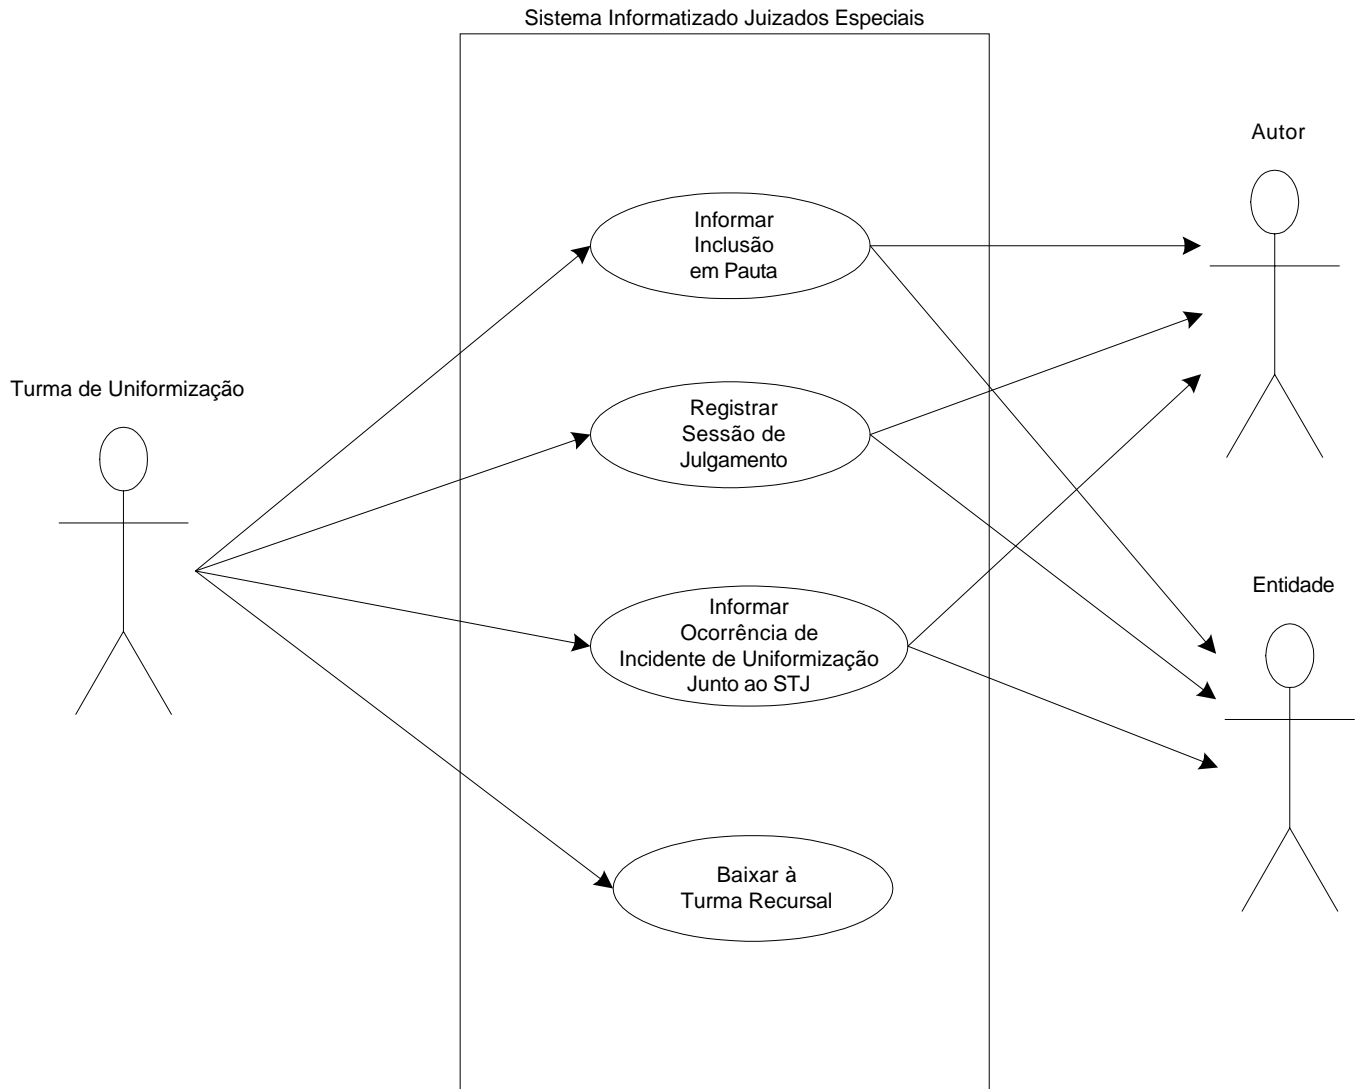 Sistema Informatizado Juizados Especiais
Autor
Informar
Inclusão
em Pauta
Turma de Uniformização
Registrar
Sessão de
Julgamento
Entidade
Informar
Ocorrência de
Incidente de Uniformização
Junto ao STJ
Baixar à
Turma Recursal